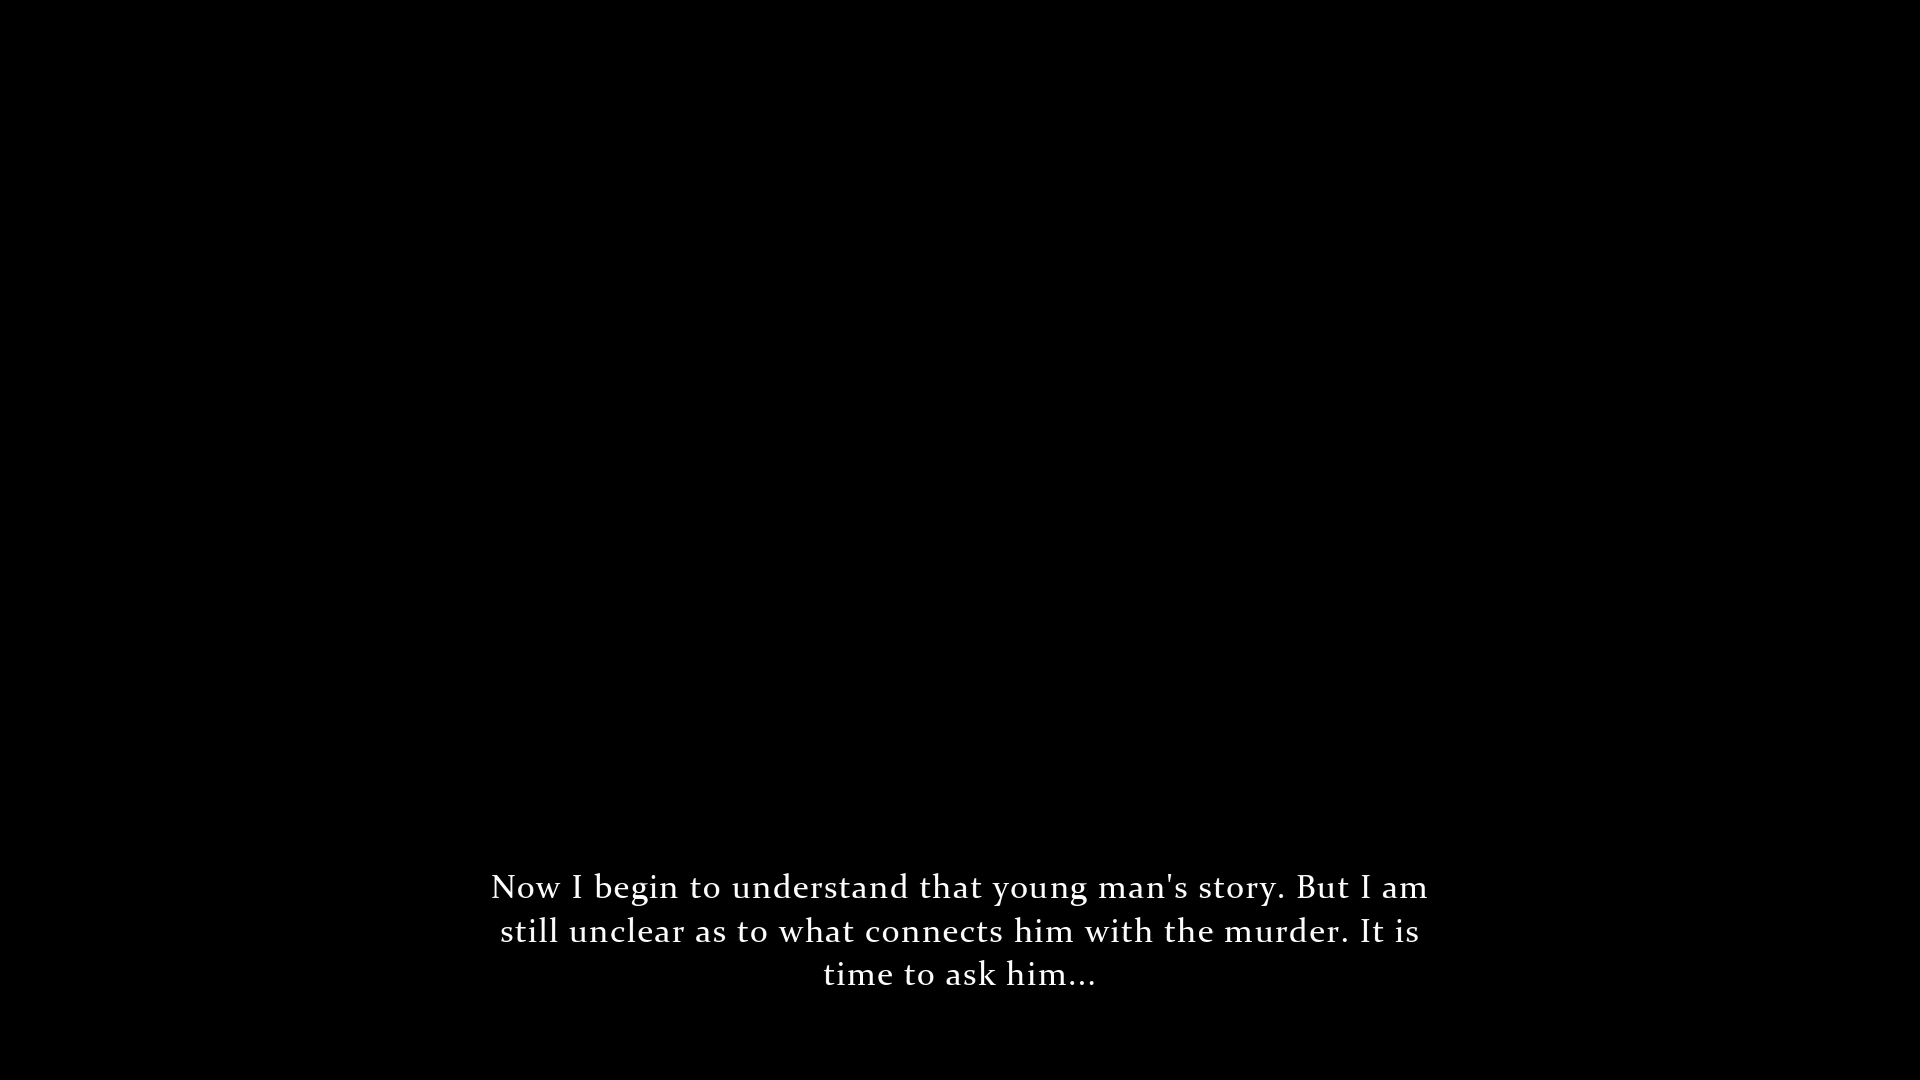 Now I begin to understand that young man's story. But I am
still unclear as to what connects him with the murder. It is
time to ask him...